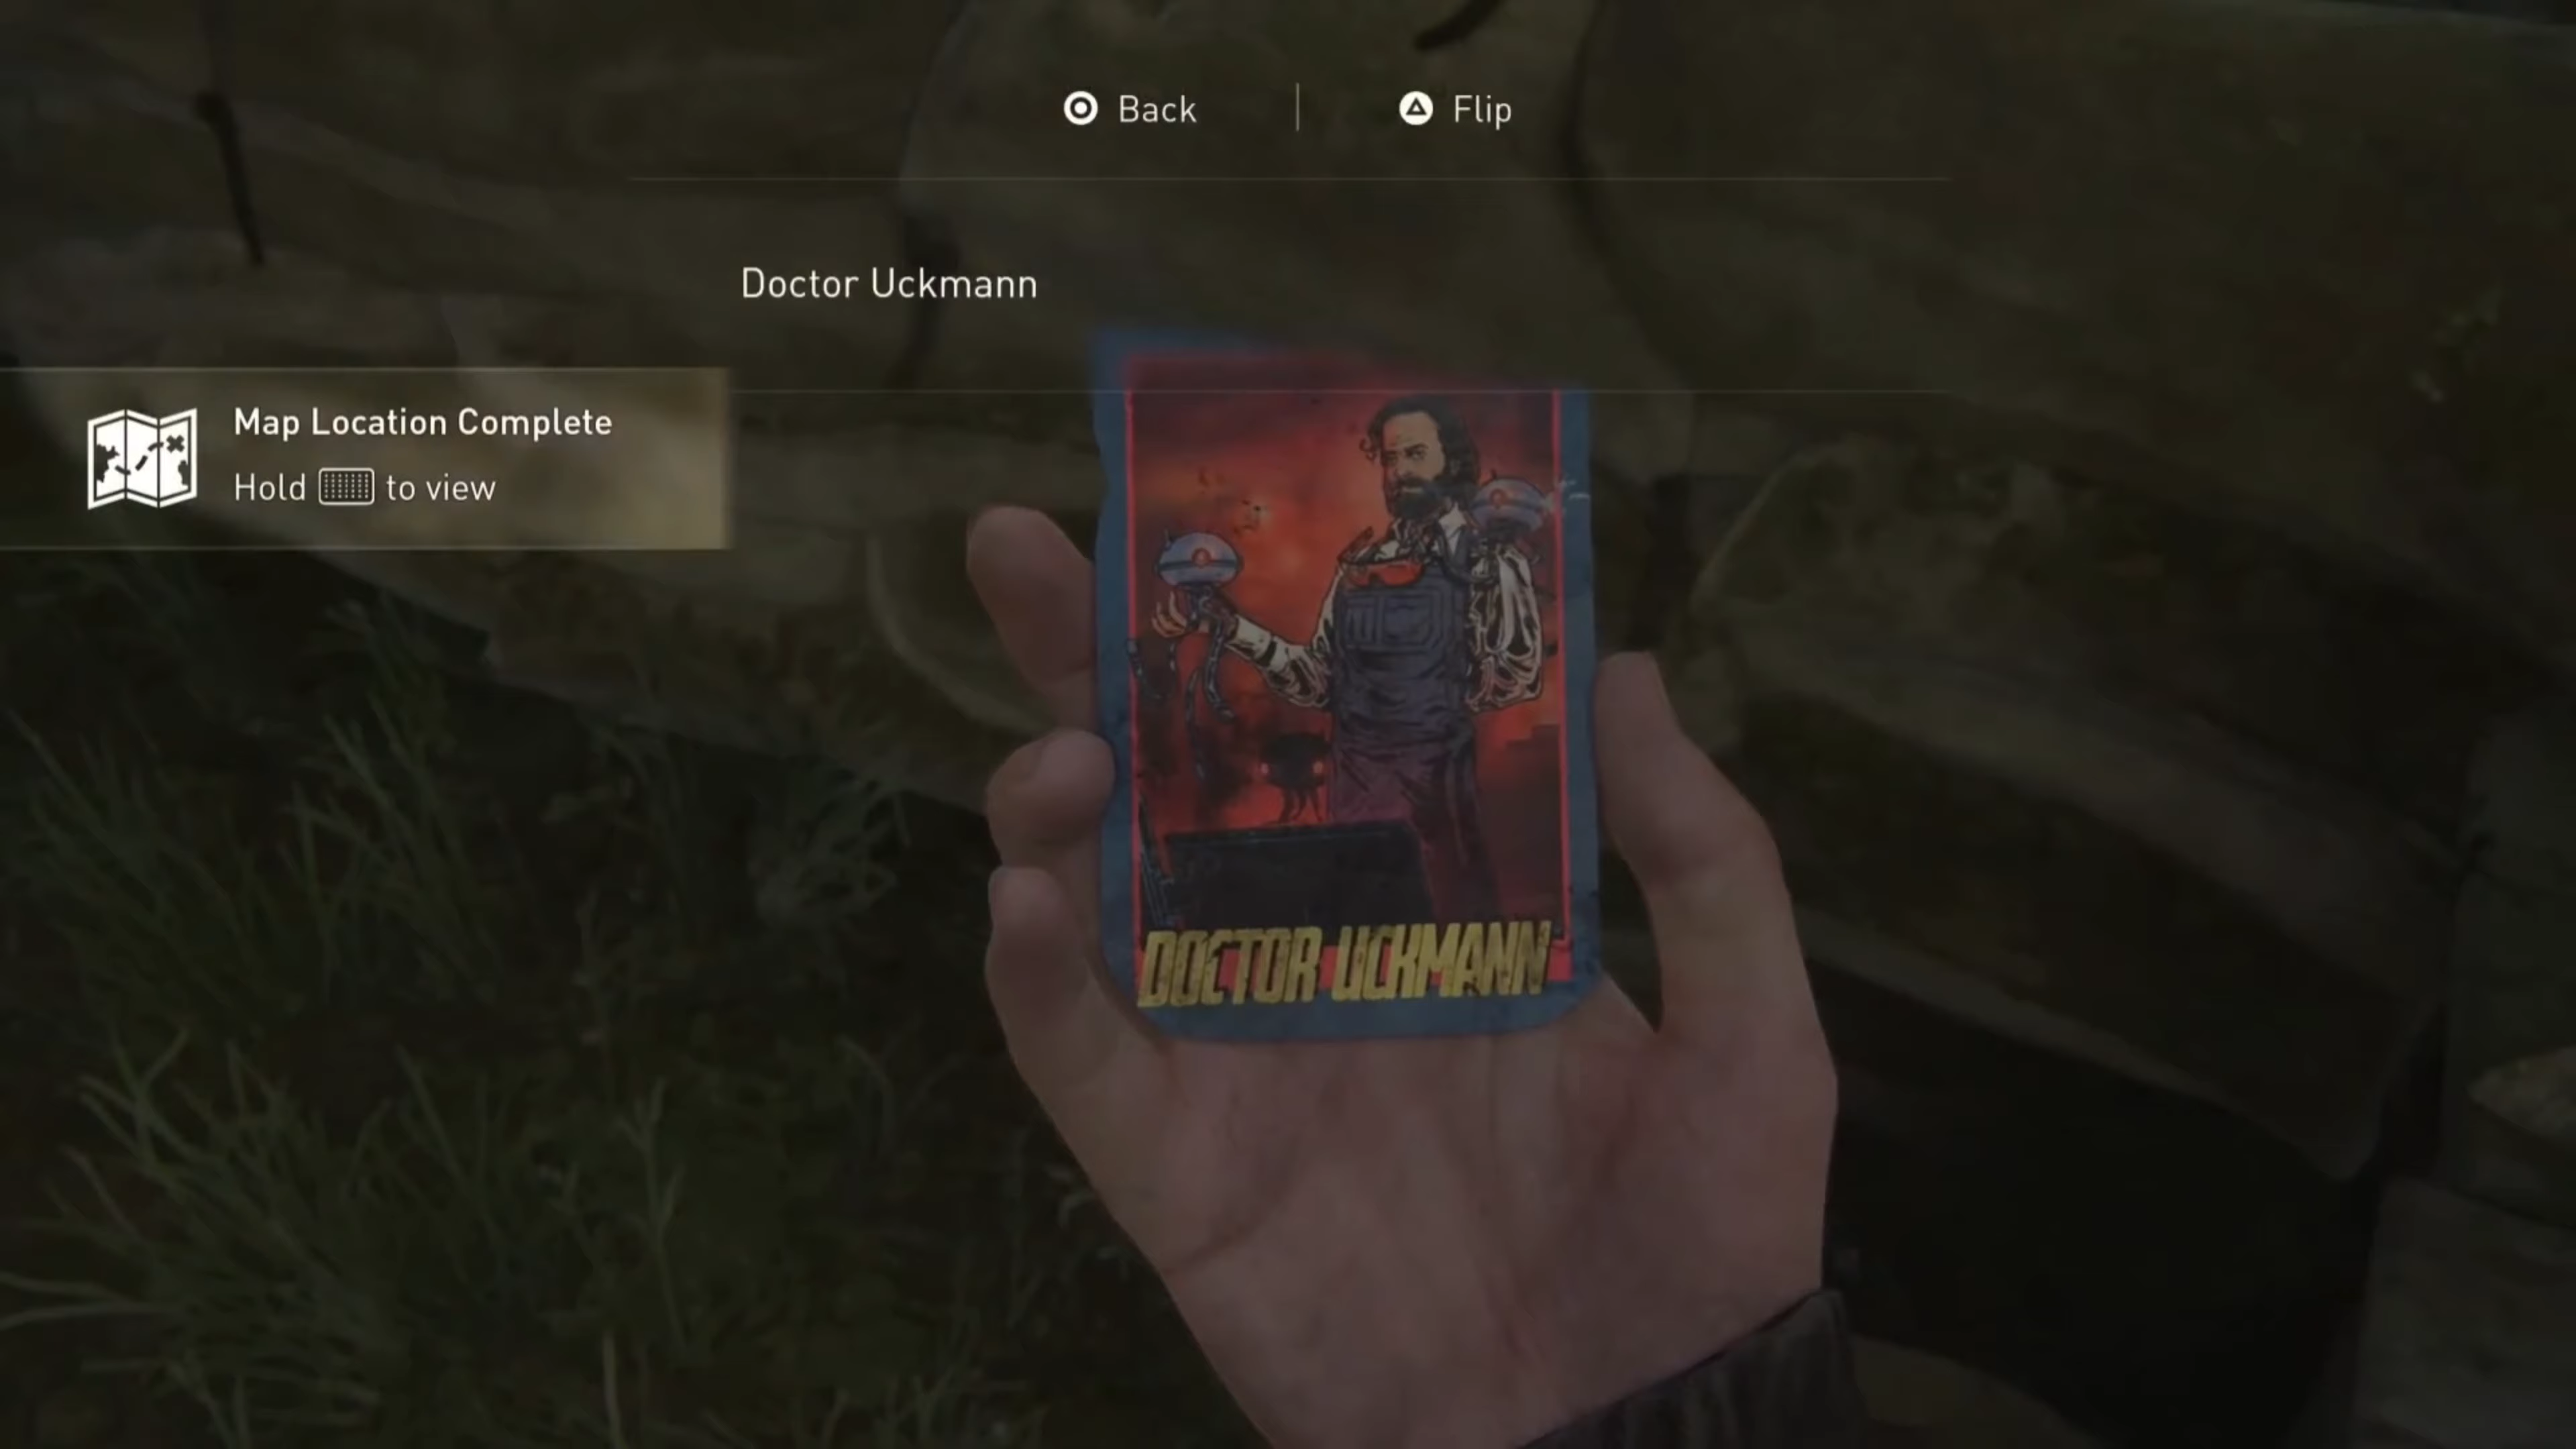 Back
Flip
Doctor Uckmann
Map Location Complete
Hold to view
DOCTOR UCKMANN